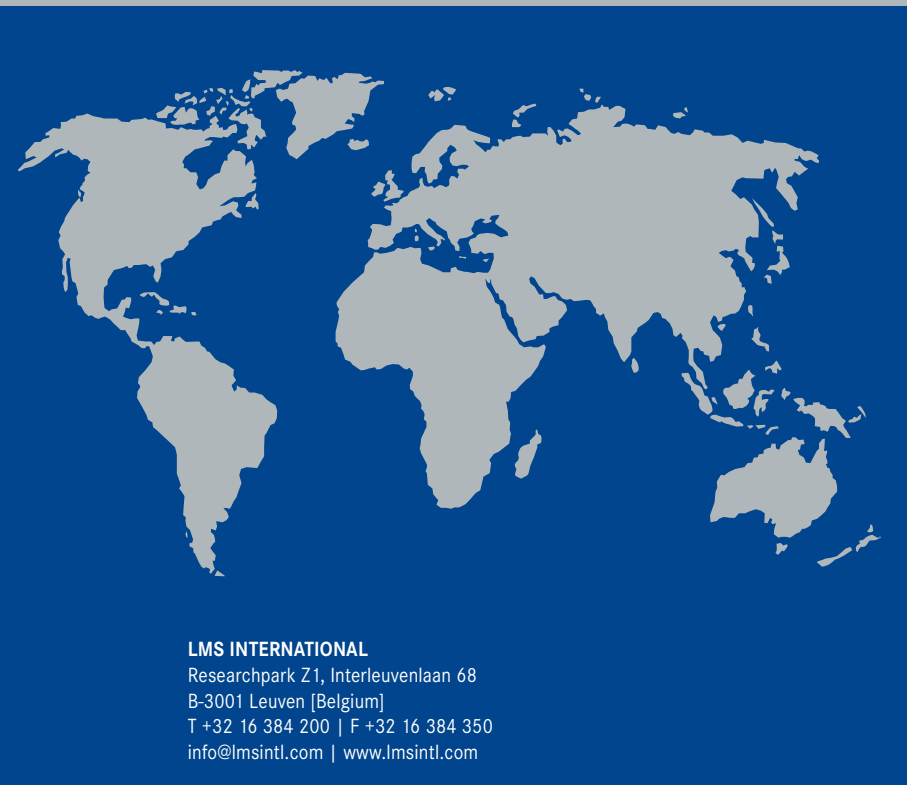 LMS INTERNATIONAL
Researchpark Z1, Interleuvenlaan 68
B-3001 Leuven [Belgium]
T +32 16 384 200 | F +32 16 384 350
info@lmsintl.com | www.lmsintl.com